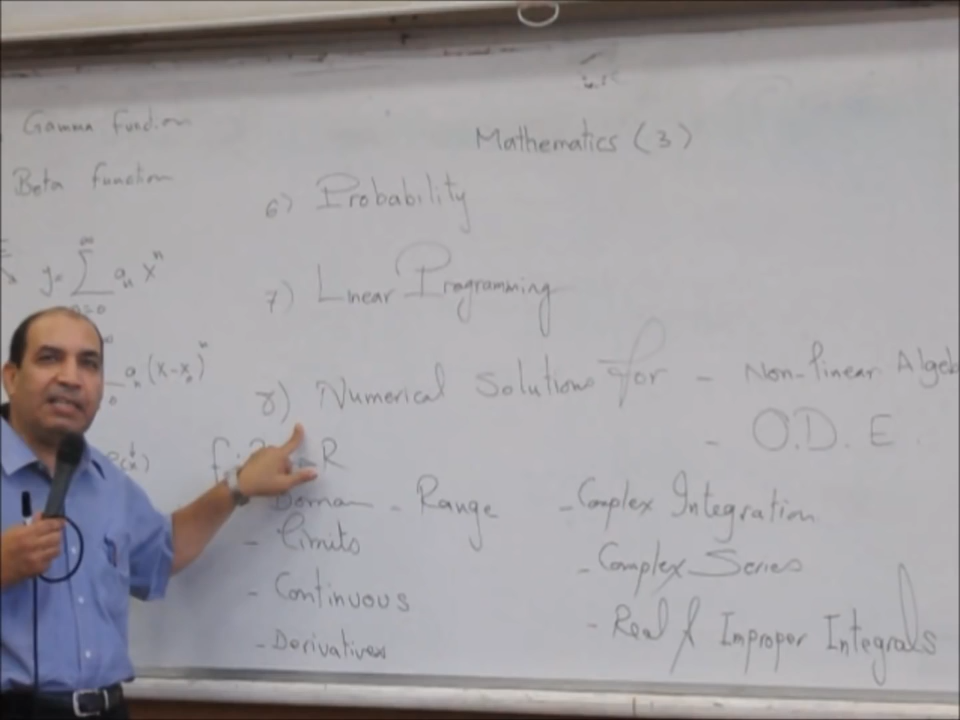 Mathematics (3)
Gamma Function
Beta function
y = ∑ aₙ xⁿ
n=0
aₙ (x-x₀)ⁿ
6) Probability
7) Linear Programming
8) Numerical Solutions for - Non-linear Algeb
- O.D.E.
R
Domain - Range
- limits
- Continuous
- Derivatives
- Complex Integration
- Complex Series
- Real & Improper Integrals